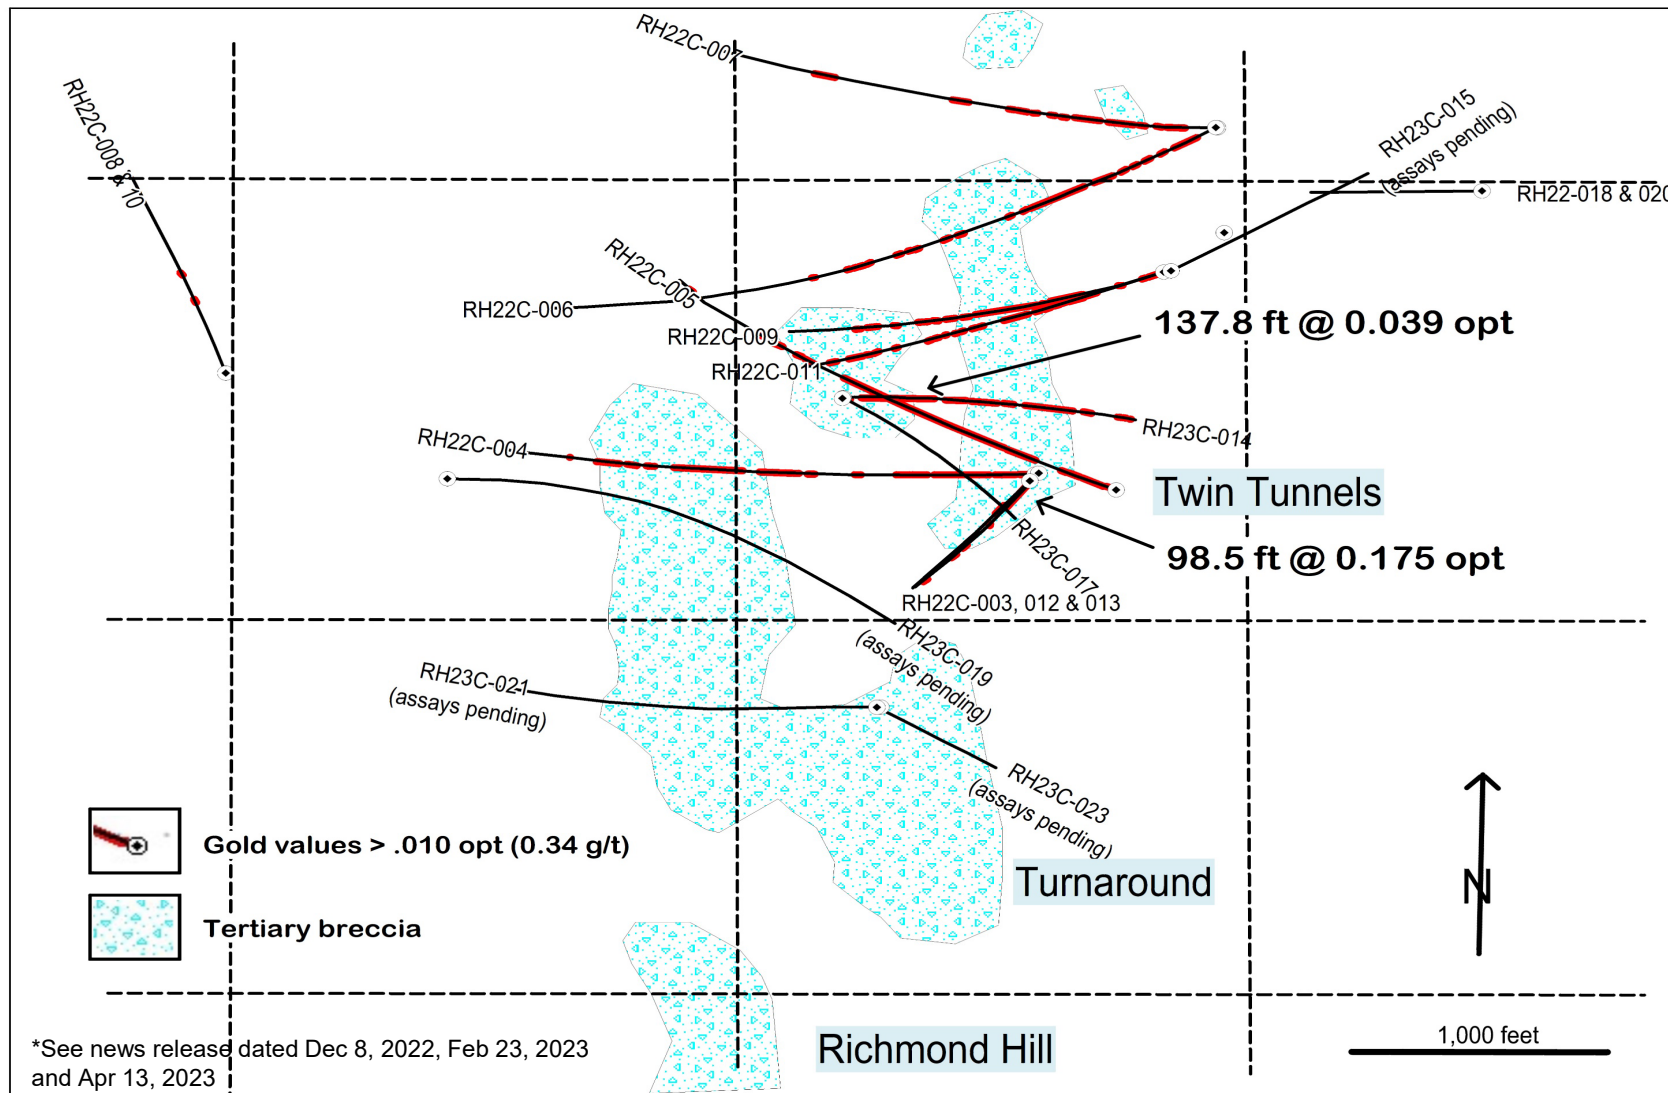 RH22C-007
RH22C-008 & 10
RH23C-015
(assays pending)
RH22-018 & 020
RH22C-005
RH22C-006
RH22C-009
137.8 ft @ 0.039 opt
RH22C-011
RH23C-014
RH22C-004
Twin Tunnels
98.5 ft @ 0.175 opt
RH23C-017
RH22C-003, 012 & 013
RH23C-019
(assays pending)
RH23C-021
(assays pending)
RH23C-023
(assays pending)
Gold values > .010 opt (0.34 g/t)
Turnaround
N
Tertiary breccia
Richmond Hill
1,000 feet
*See news release dated Dec 8, 2022, Feb 23, 2023
and Apr 13, 2023